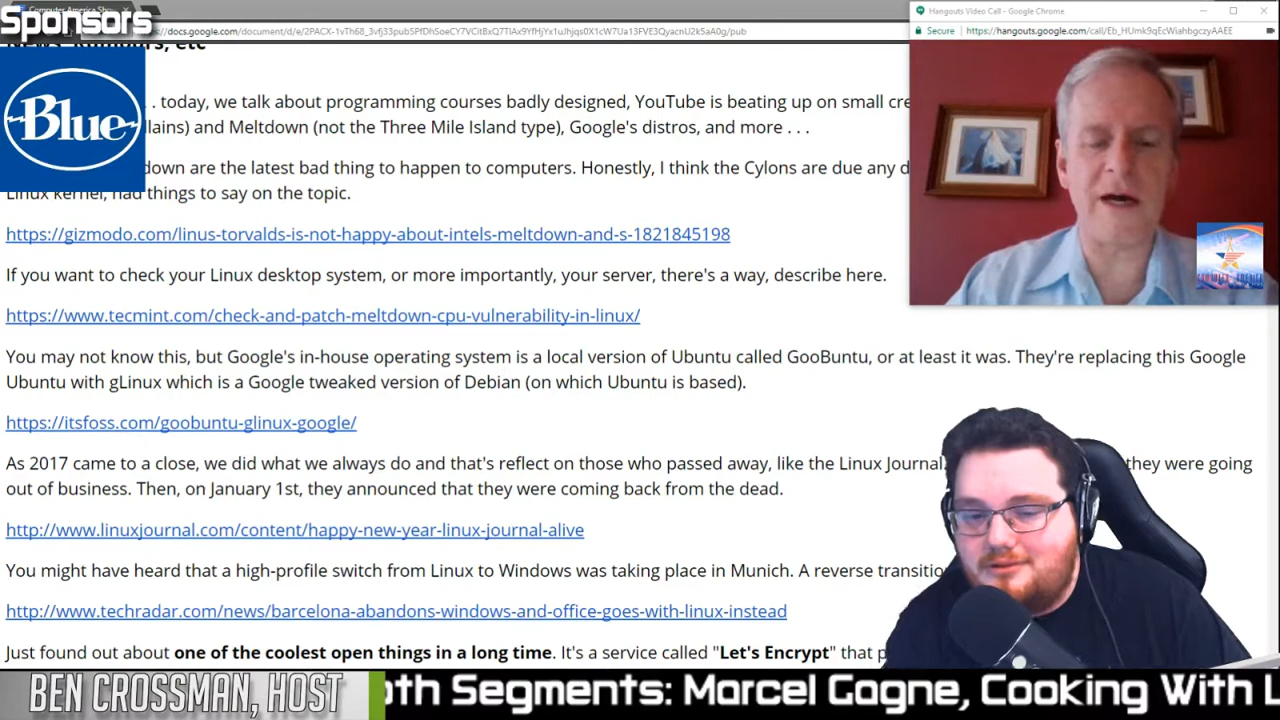 Computer America Sho
Sponsors
docs.google.com/document/d/e/2PACX-1vTh68_3vfj33pub5PfDhSoeCY7VCitBxQ7TlAx9YfHjYx1uJhjqs0X1cW7Ua13FVE3QyacnU2k5aA0g/pub
Hangouts Video Call - Google Chrome
Secure https://hangouts.google.com/call/Eb_HUmk9qEcWiahbgczyAAEE
etc
Blue
. . today, we talk about programming courses badly designed, YouTube is beating up on small cre
lains) and Meltdown (not the Three Mile Island type), Google's distros, and more . . .
down are the latest bad thing to happen to computers. Honestly, I think the Cylons are due any d
Linux kernel, had things to say on the topic.
https://gizmodo.com/linus-torvalds-is-not-happy-about-intels-meltdown-and-s-1821845198
If you want to check your Linux desktop system, or more importantly, your server, there's a way, describe here.
https://www.tecmint.com/check-and-patch-meltdown-cpu-vulnerability-in-linux/
You may not know this, but Google's in-house operating system is a local version of Ubuntu called GooBuntu, or at least it was. They're replacing this Google
Ubuntu with gLinux which is a Google tweaked version of Debian (on which Ubuntu is based).
https://itsfoss.com/goobuntu-glinux-google/
As 2017 came to a close, we did what we always do and that's reflect on those who passed away, like the Linux Journal. they were going
out of business. Then, on January 1st, they announced that they were coming back from the dead.
http://www.linuxjournal.com/content/happy-new-year-linux-journal-alive
You might have heard that a high-profile switch from Linux to Windows was taking place in Munich. A reverse transitio
http://www.techradar.com/news/barcelona-abandons-windows-and-office-goes-with-linux-instead
Just found out about one of the coolest open things in a long time. It's a service called "Let's Encrypt" that p
BEN CROSSMAN, HOST
oth Segments: Marcel Gagne, Cooking With L